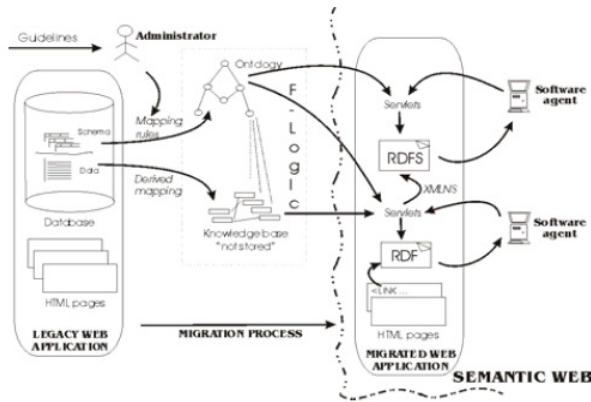 Guidelines
Administrator
Ontology
F-Logic
Servlets
Software
agent
Schema
Mapping
rules
RDFS
Data
Derived
mapping
XMLNS
Database
Knowledge base
"not stored"
Servlets
Software
agent
RDF
<LINK ...
HTML pages
HTML pages
LEGACY WEB
APPLICATION
MIGRATION PROCESS
MIGRATED WEB
APPLICATION
SEMANTIC WEB